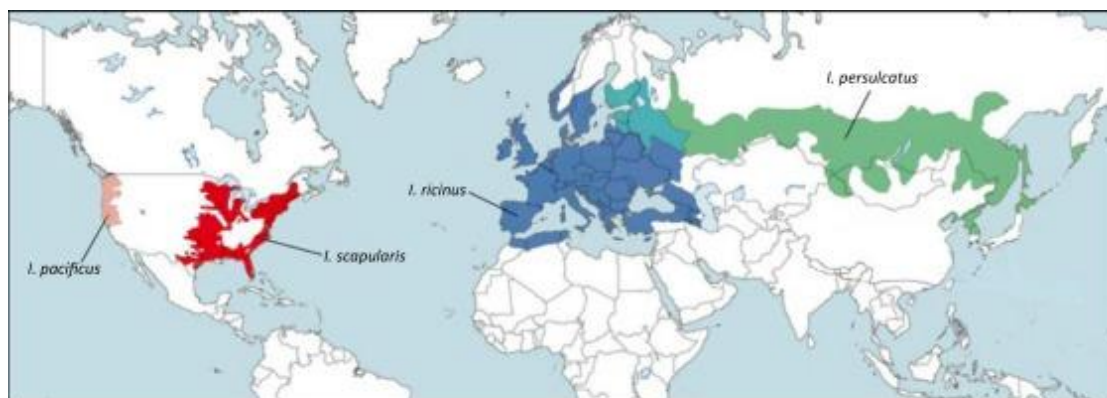 I. persulcatus
I. ricinus
I. scapularis
I. pacificus